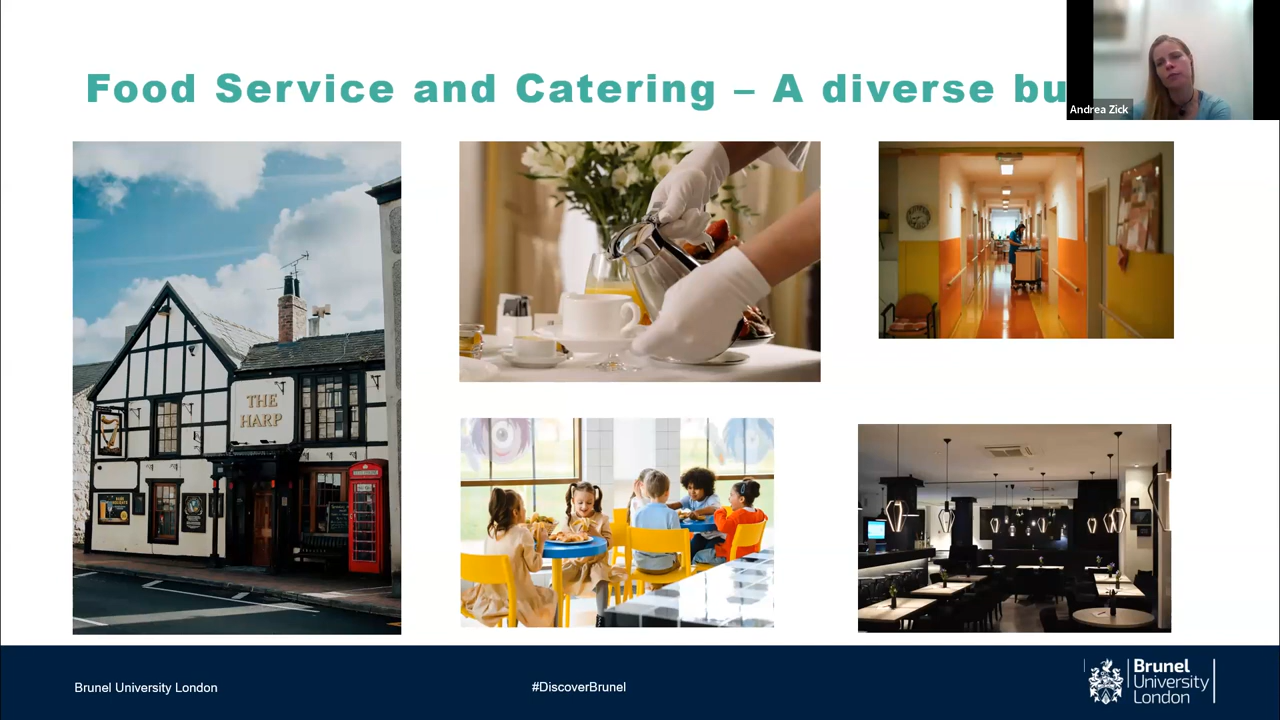 Food Service and Catering – A diverse bu
Andrea Zick
THE
HARP
Brunel University London
#DiscoverBrunel
Brunel
University
London